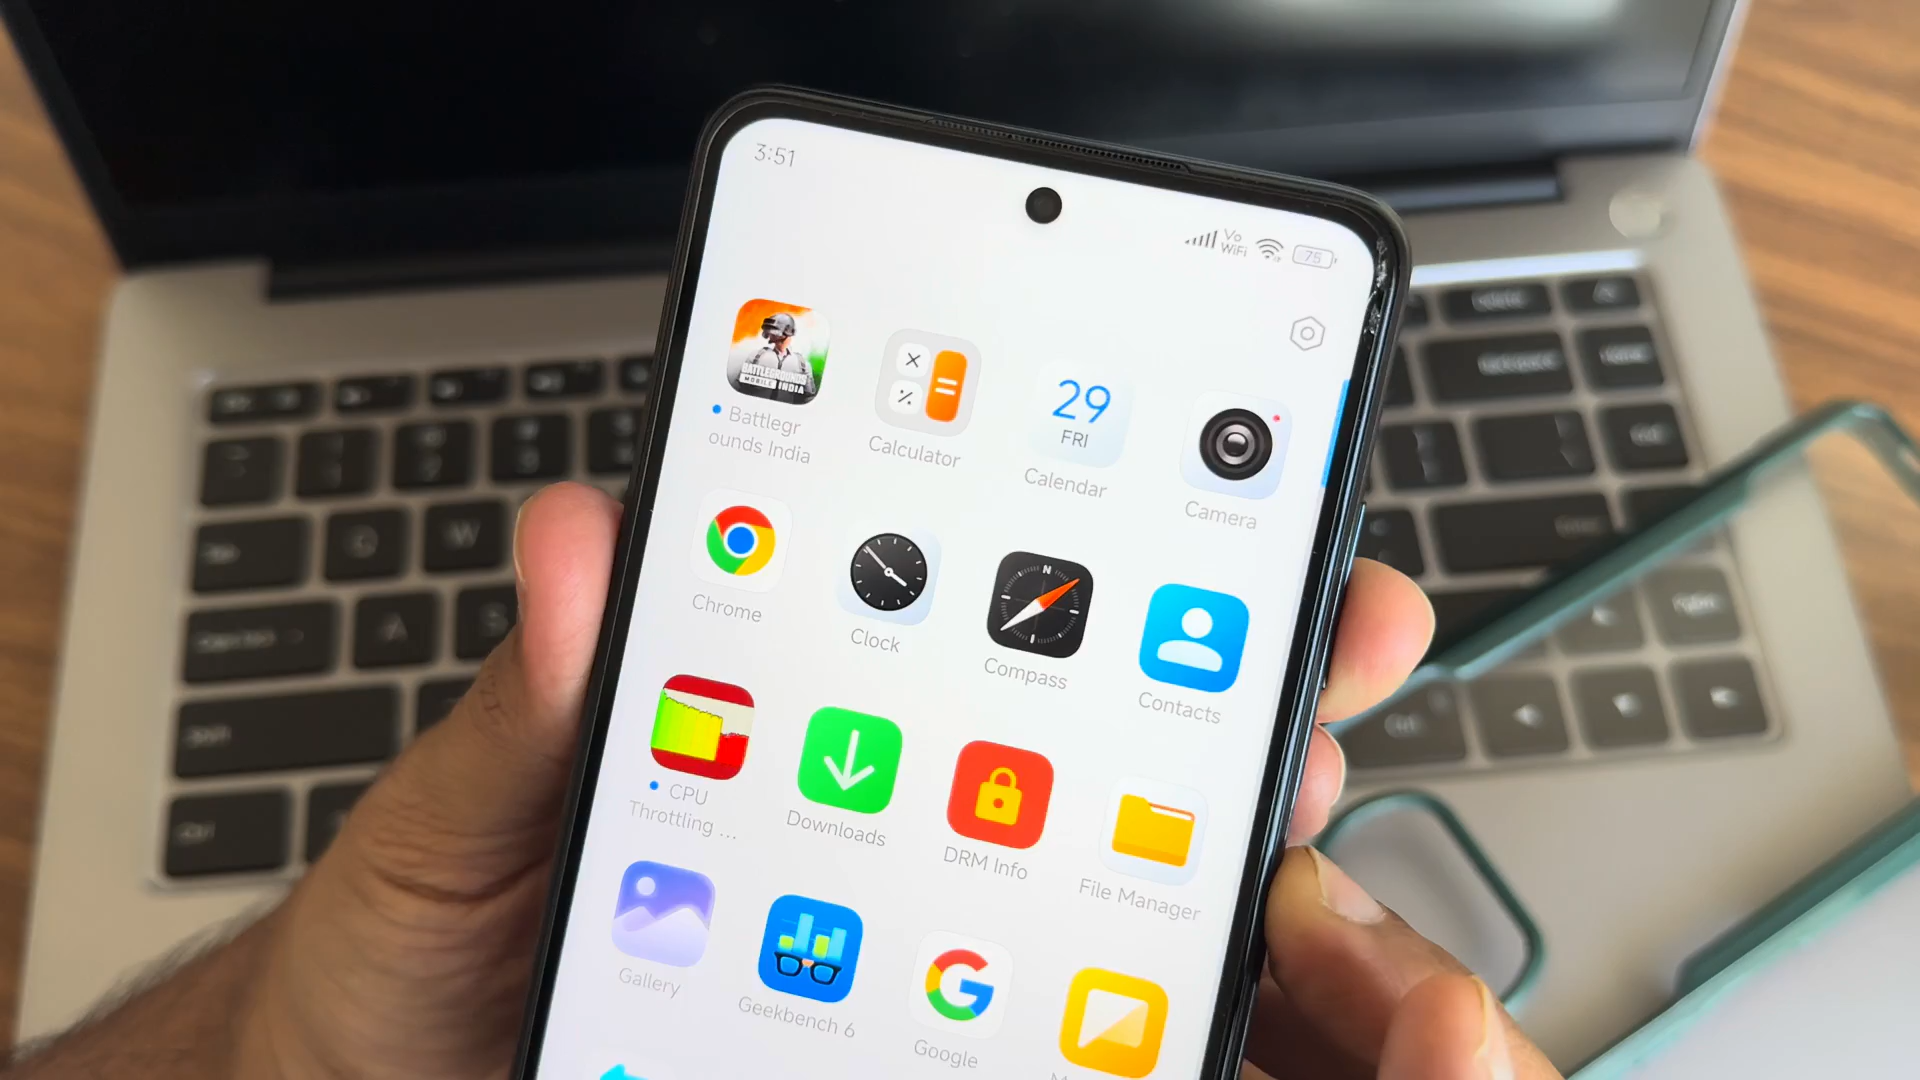 3:51
Vo
WiFi
75
BATTLEGROUNDS
MOBILE INDIA
29
FRI
Battlegr
ounds India
Calculator
Calendar
Camera
N
Chrome
Clock
Compass
Contacts
CPU
Throttling ...
Downloads
DRM Info
File Manager
Gallery
Geekbench 6
Google
Q
W
A
S